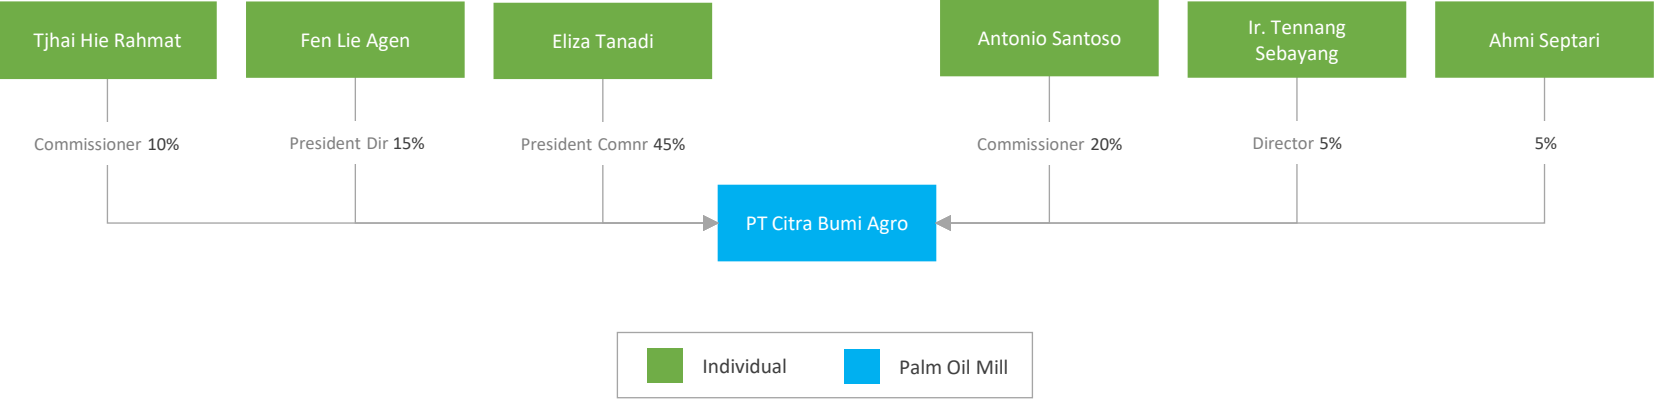 Tjhai Hie Rahmat
Fen Lie Agen
Eliza Tanadi
Antonio Santoso
Ir. Tennang
Sebayang
Ahmi Septari
Commissioner 10%
President Dir 15%
President Comnr 45%
Commissioner 20%
Director 5%
5%
PT Citra Bumi Agro
Individual
Palm Oil Mill